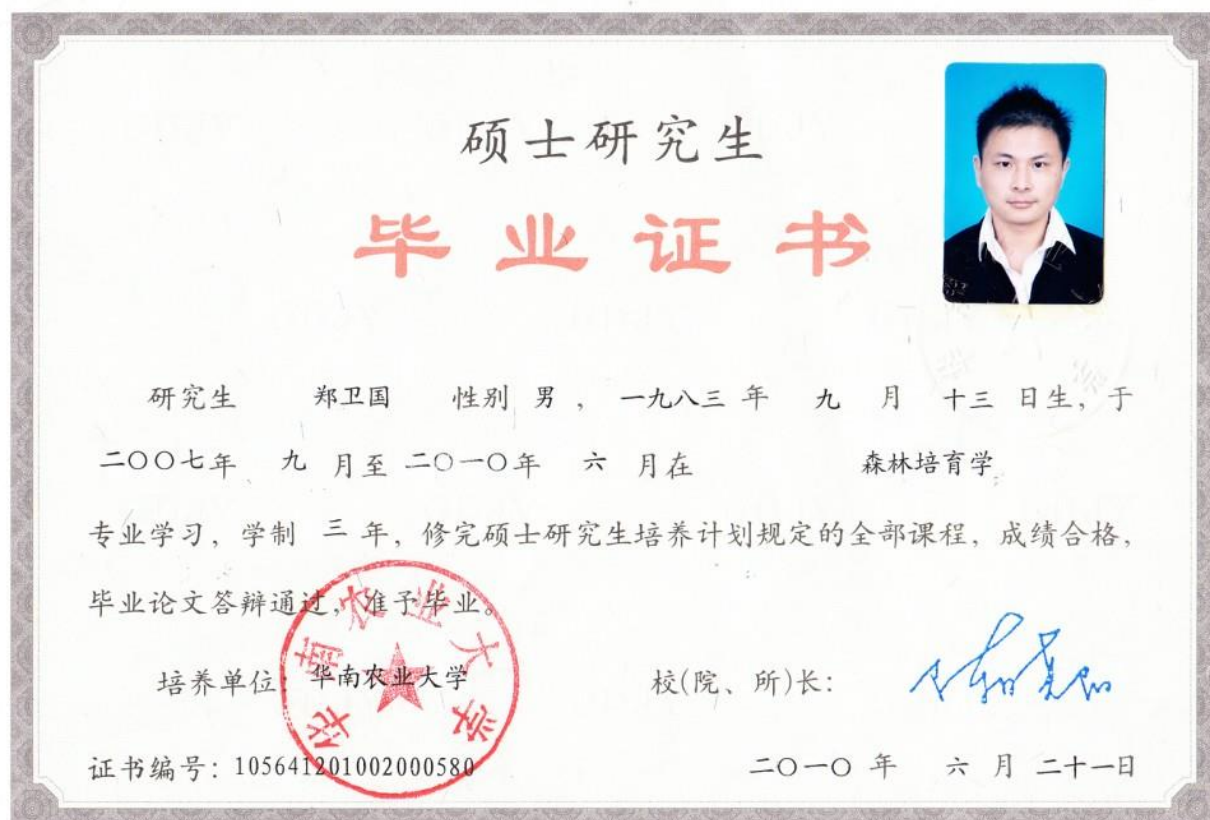 硕士研究生
毕业证书
研究生 郑卫国 性别 男 , 一九八三 年 九 月 十三 日生, 于
二〇〇七年 九 月至 二〇一〇年 六 月在 森林培育学
专业学习, 学制 三 年, 修完硕士研究生培养计划规定的全部课程, 成绩合格,
毕业论文答辩通过, 准予毕业。
华南农业大学
培养单位: 华南农业大学 校(院、所)长:
证书编号: 105641201002000580 二〇一〇 年 六 月 二十一日